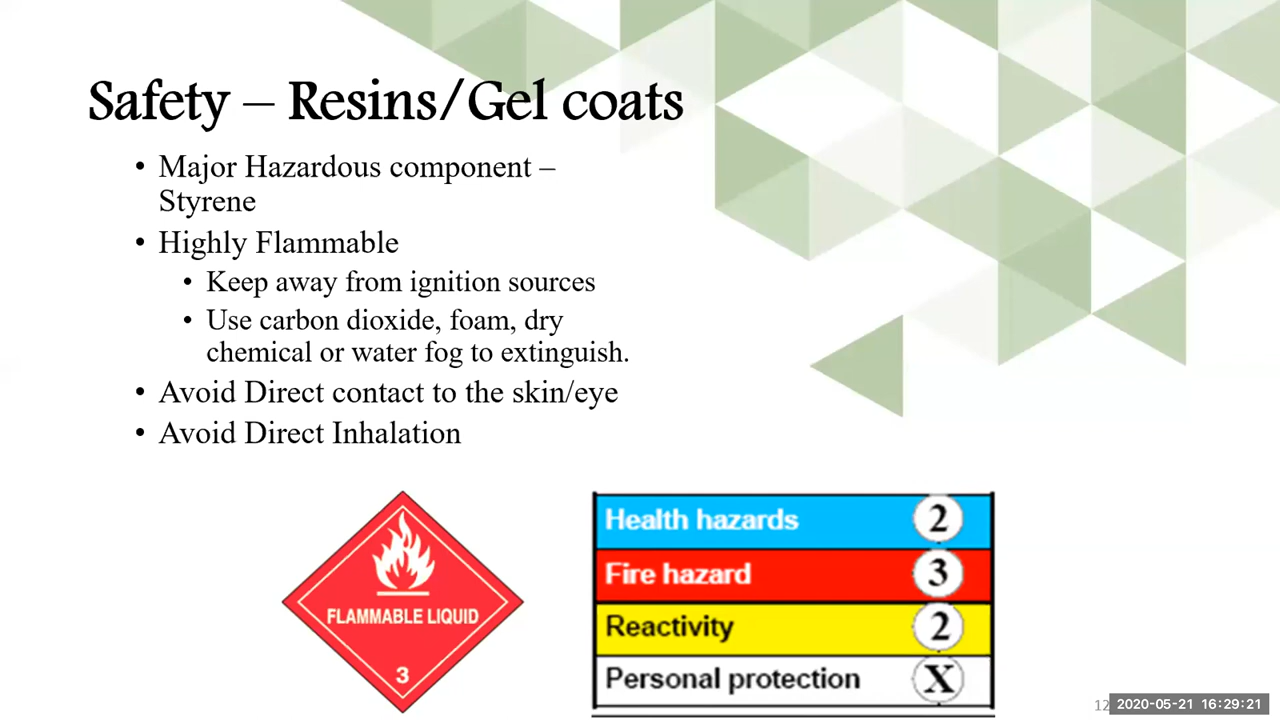 Safety – Resins/Gel coats
• Major Hazardous component –
Styrene
• Highly Flammable
• Keep away from ignition sources
• Use carbon dioxide, foam, dry
chemical or water fog to extinguish.
• Avoid Direct contact to the skin/eye
• Avoid Direct Inhalation
FLAMMABLE LIQUID
3
Health hazards 2
Fire hazard 3
Reactivity 2
Personal protection X
12
2020-05-21 16:29:21